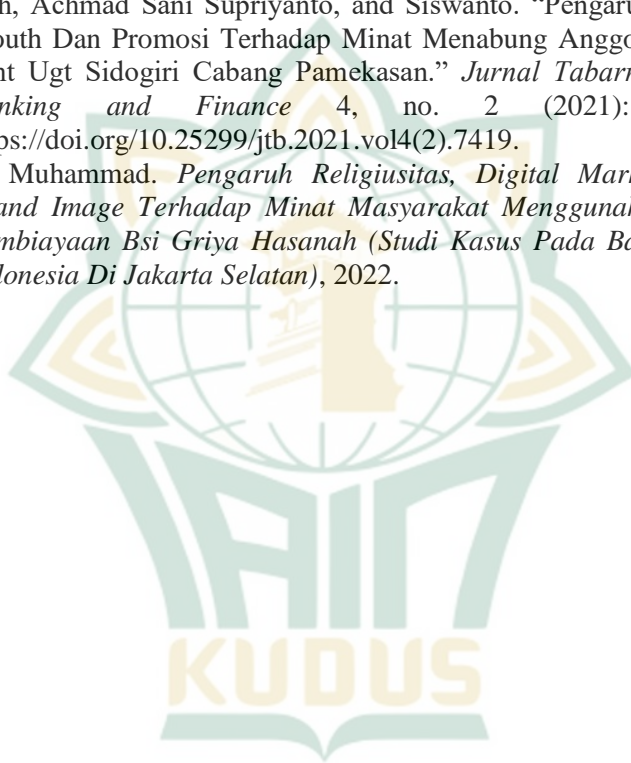 h, Achmad Sani Supriyanto, and Siswanto. “Pengaru
outh Dan Promosi Terhadap Minat Menabung Anggo
nt Ugt Sidogiri Cabang Pamekasan.” Jurnal Tabarr
nking and Finance 4, no. 2 (2021):
ps://doi.org/10.25299/jtb.2021.vol4(2).7419.
Muhammad. Pengaruh Religiusitas, Digital Mark
and Image Terhadap Minat Masyarakat Menggunak
mbiayaan Bsi Griya Hasanah (Studi Kasus Pada Ba
donesia Di Jakarta Selatan), 2022.
IAIN
KUDUS